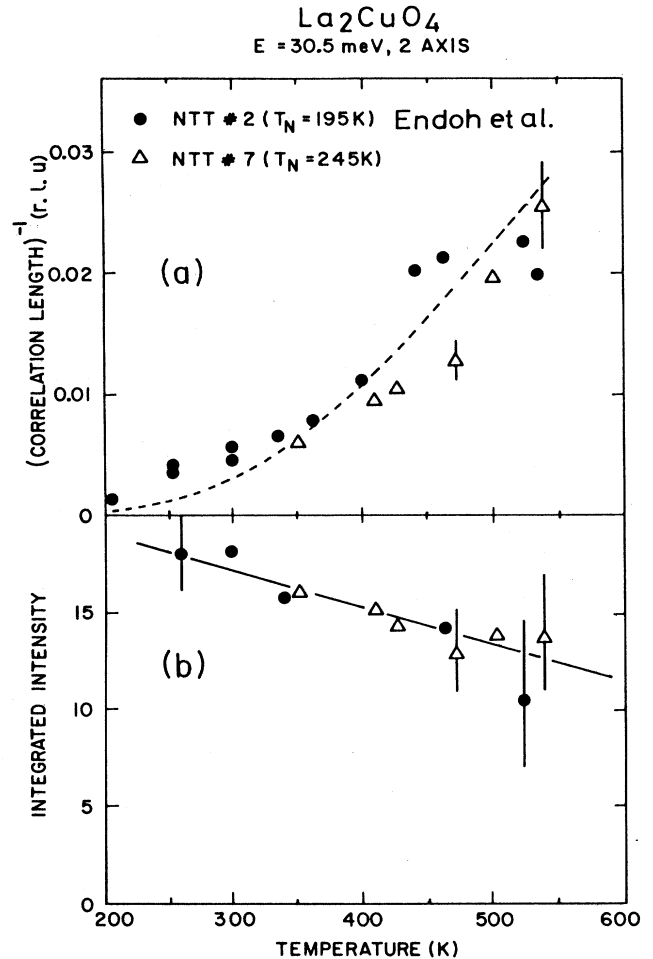 La2CuO4
E = 30.5 meV, 2 AXIS
● NTT #2 (TN = 195K) Endoh et al.
△ NTT #7 (TN = 245K)
(CORRELATION LENGTH)-1 (r. l. u)
0.03
(a)
0.02
0.01
0
INTEGRATED INTENSITY
15
(b)
10
5
0
200 300 400 500 600
TEMPERATURE (K)